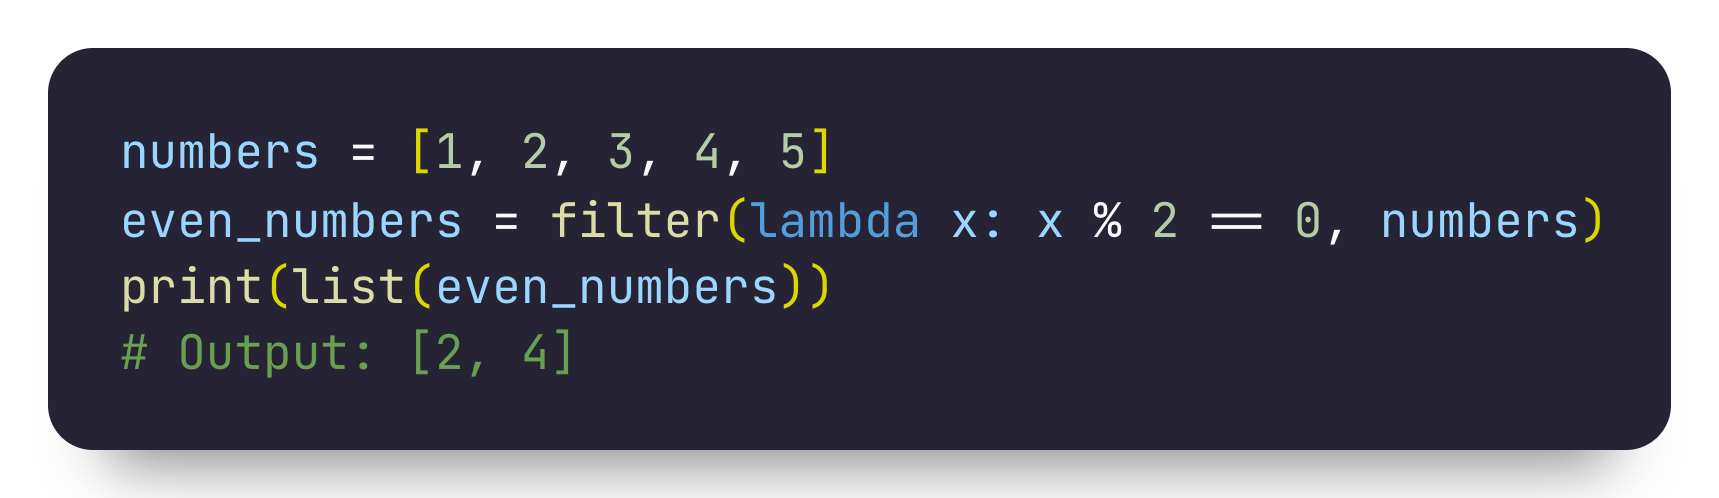 numbers = [1, 2, 3, 4, 5]
even_numbers = filter(lambda x: x % 2 == 0, numbers)
print(list(even_numbers))
# Output: [2, 4]